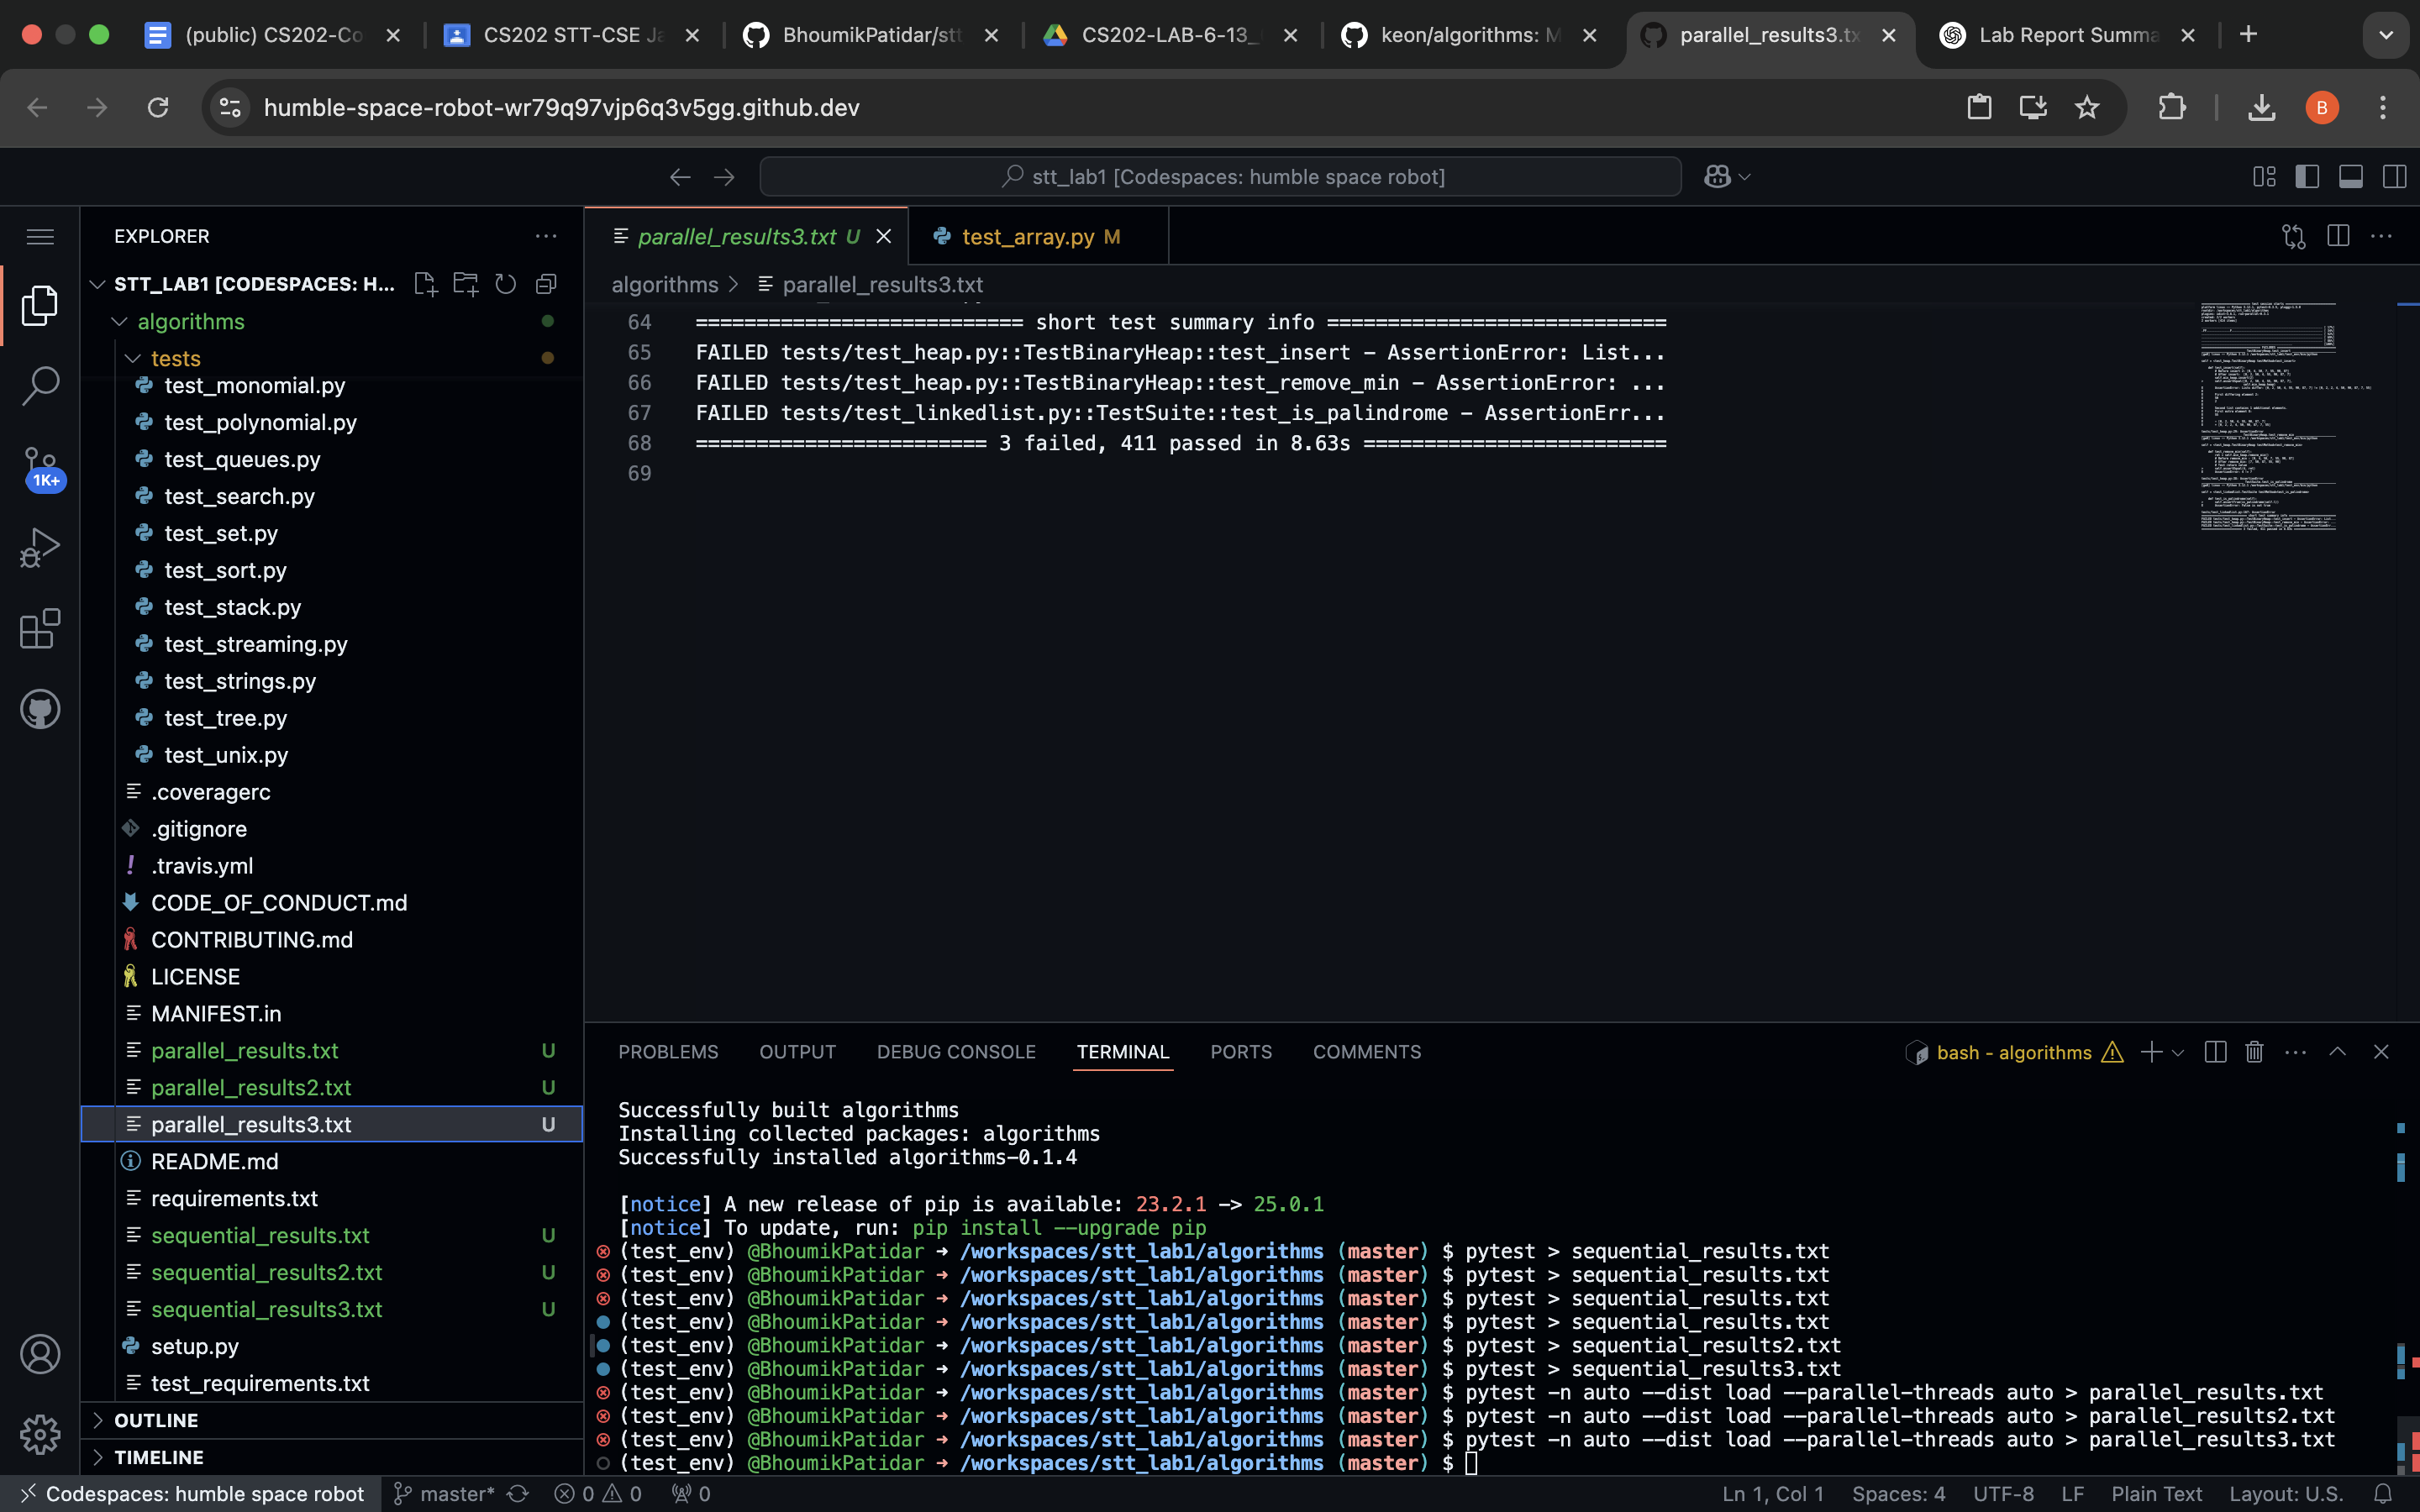 (public) CS202-Co
CS202 STT-CSE Ja
BhoumikPatidar/stt
CS202-LAB-6-13_
keon/algorithms: M
parallel_results3.tx
Lab Report Summa
humble-space-robot-wr79q97vjp6q3v5gg.github.dev
B
stt_lab1 [Codespaces: humble space robot]
EXPLORER
STT_LAB1 [CODESPACES: H...
algorithms
tests
test_monomial.py
test_polynomial.py
test_queues.py
test_search.py
test_set.py
test_sort.py
test_stack.py
test_streaming.py
test_strings.py
test_tree.py
test_unix.py
.coveragerc
.gitignore
.travis.yml
CODE_OF_CONDUCT.md
CONTRIBUTING.md
LICENSE
MANIFEST.in
parallel_results.txt U
parallel_results2.txt U
parallel_results3.txt U
README.md
requirements.txt
sequential_results.txt U
sequential_results2.txt U
sequential_results3.txt U
setup.py
test_requirements.txt
OUTLINE
TIMELINE
1K+
parallel_results3.txt U
test_array.py M
algorithms > parallel_results3.txt
64 =========================== short test summary info ============================
65 FAILED tests/test_heap.py::TestBinaryHeap::test_insert - AssertionError: List...
66 FAILED tests/test_heap.py::TestBinaryHeap::test_remove_min - AssertionError: ...
67 FAILED tests/test_linkedlist.py::TestSuite::test_is_palindrome - AssertionErr...
68 ======================== 3 failed, 411 passed in 8.63s =========================
69
PROBLEMS OUTPUT DEBUG CONSOLE TERMINAL PORTS COMMENTS
bash - algorithms
Successfully built algorithms
Installing collected packages: algorithms
Successfully installed algorithms-0.1.4
[notice] A new release of pip is available: 23.2.1 -> 25.0.1
[notice] To update, run: pip install --upgrade pip
(test_env) @BhoumikPatidar ➜ /workspaces/stt_lab1/algorithms (master) $ pytest > sequential_results.txt
(test_env) @BhoumikPatidar ➜ /workspaces/stt_lab1/algorithms (master) $ pytest > sequential_results.txt
(test_env) @BhoumikPatidar ➜ /workspaces/stt_lab1/algorithms (master) $ pytest > sequential_results.txt
(test_env) @BhoumikPatidar ➜ /workspaces/stt_lab1/algorithms (master) $ pytest > sequential_results.txt
(test_env) @BhoumikPatidar ➜ /workspaces/stt_lab1/algorithms (master) $ pytest > sequential_results2.txt
(test_env) @BhoumikPatidar ➜ /workspaces/stt_lab1/algorithms (master) $ pytest > sequential_results3.txt
(test_env) @BhoumikPatidar ➜ /workspaces/stt_lab1/algorithms (master) $ pytest -n auto --dist load --parallel-threads auto > parallel_results.txt
(test_env) @BhoumikPatidar ➜ /workspaces/stt_lab1/algorithms (master) $ pytest -n auto --dist load --parallel-threads auto > parallel_results2.txt
(test_env) @BhoumikPatidar ➜ /workspaces/stt_lab1/algorithms (master) $ pytest -n auto --dist load --parallel-threads auto > parallel_results3.txt
(test_env) @BhoumikPatidar ➜ /workspaces/stt_lab1/algorithms (master) $
Codespaces: humble space robot master* 0 0 0
Ln 1, Col 1 Spaces: 4 UTF-8 LF Plain Text Layout: U.S.